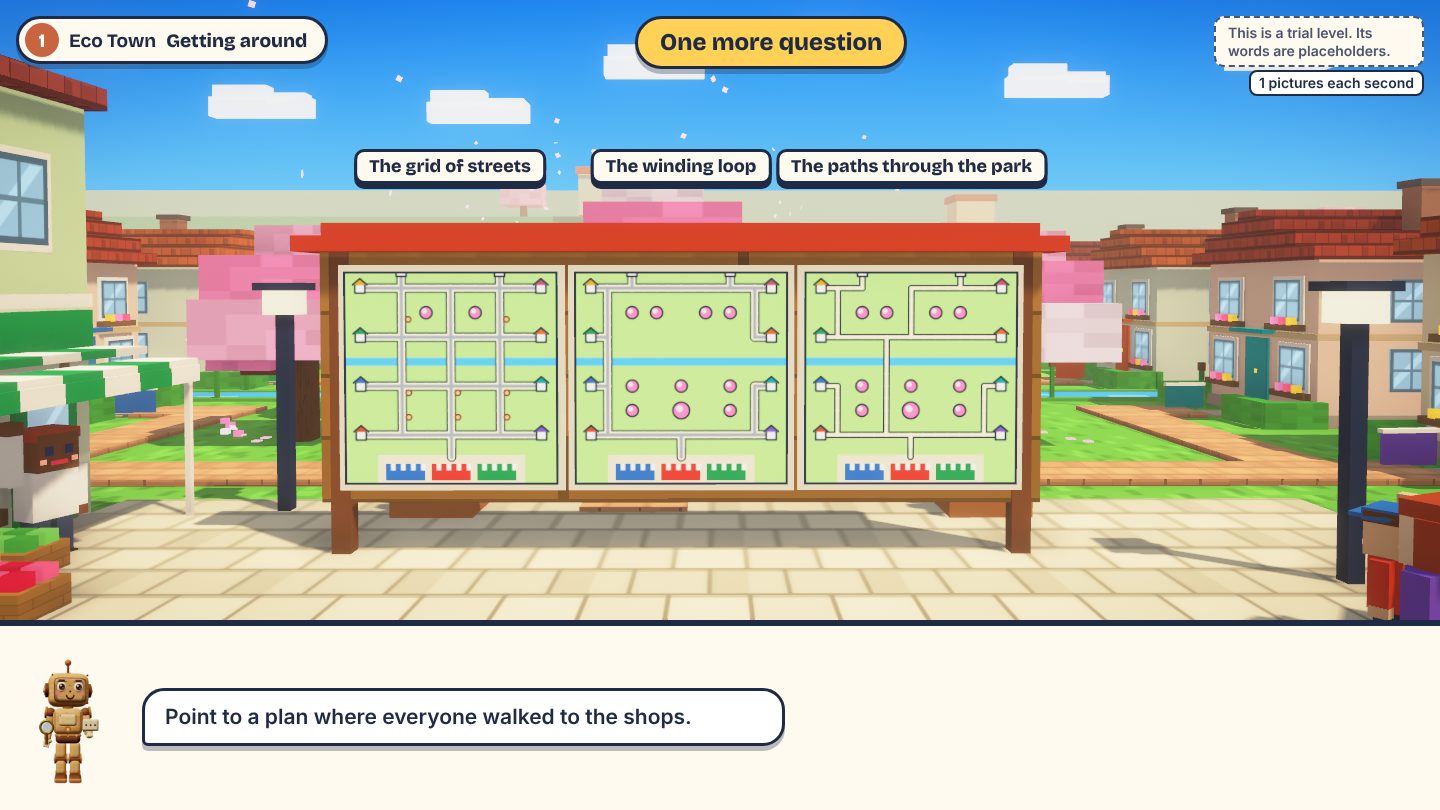 1 Eco Town Getting around
One more question
This is a trial level. Its
words are placeholders.
1 pictures each second
The grid of streets
The winding loop
The paths through the park
Point to a plan where everyone walked to the shops.